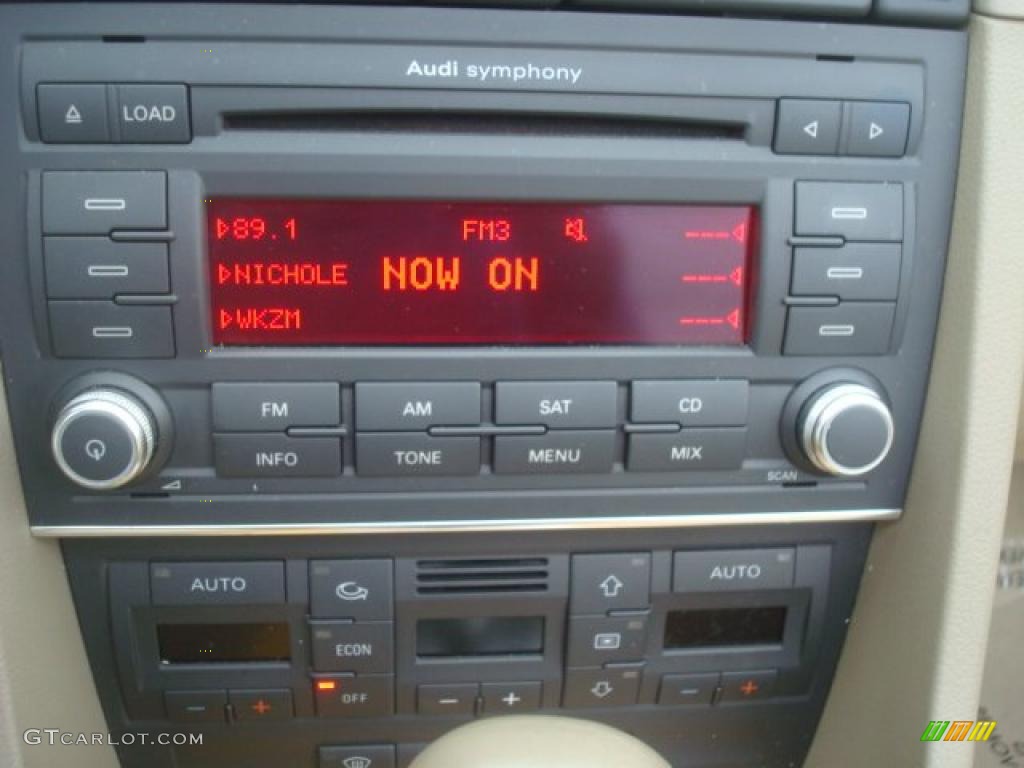 Audi symphony
LOAD
89.1 FM3 ---
NICHOLE NOW ON ---
WKZM ---
FM AM SAT CD
INFO TONE MENU MIX
SCAN
AUTO AUTO
ECON
OFF
GTCARLOT.COM